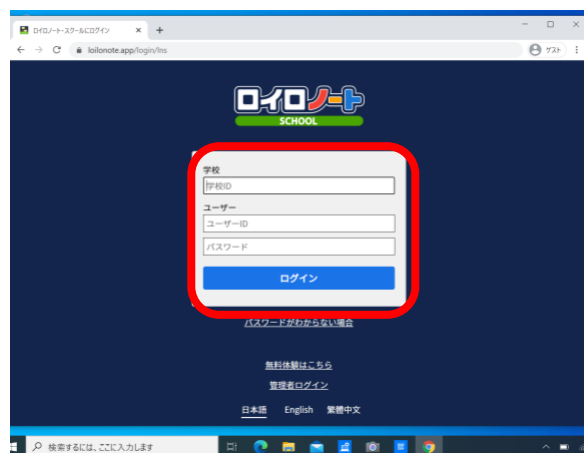 ロイロノート・スクールにログイン
loilonote.app/login/lns
ゲスト
ロイロノート
SCHOOL
学校
学校ID
ユーザー
ユーザーID
パスワード
ログイン
パスワードがわからない場合
無料体験はこちら
管理者ログイン
日本語 English 繁體中文
検索するには、ここに入力します